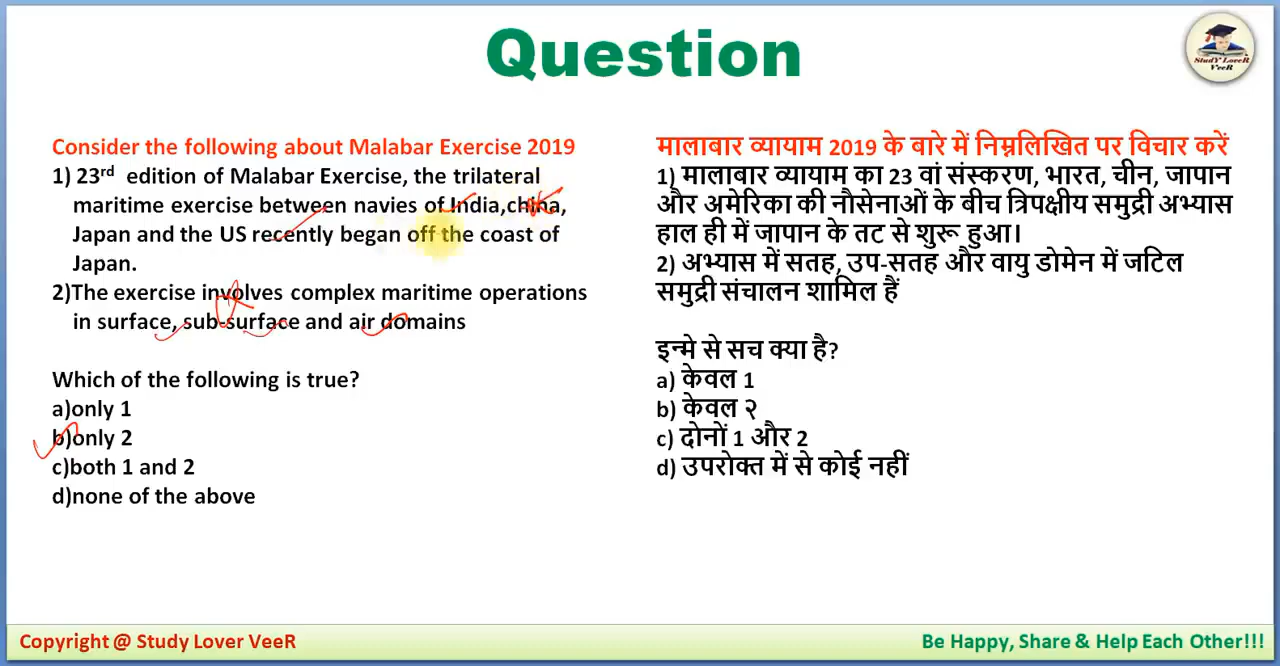 Question
StudY LoveR
VeeR
Consider the following about Malabar Exercise 2019
1) 23rd edition of Malabar Exercise, the trilateral
maritime exercise between navies of India,china,
Japan and the US recently began off the coast of
Japan.
2)The exercise involves complex maritime operations
in surface, sub-surface and air domains
Which of the following is true?
a)only 1
b)only 2
c)both 1 and 2
d)none of the above
मालाबार व्यायाम 2019 के बारे में निम्नलिखित पर विचार करें
1) मालाबार व्यायाम का 23 वां संस्करण, भारत, चीन, जापान
और अमेरिका की नौसेनाओं के बीच त्रिपक्षीय समुद्री अभ्यास
हाल ही में जापान के तट से शुरू हुआ।
2) अभ्यास में सतह, उप-सतह और वायु डोमेन में जटिल
समुद्री संचालन शामिल हैं
इन्मे से सच क्या है?
a) केवल 1
b) केवल २
c) दोनों 1 और 2
d) उपरोक्त में से कोई नहीं
Copyright @ Study Lover VeeR
Be Happy, Share & Help Each Other!!!